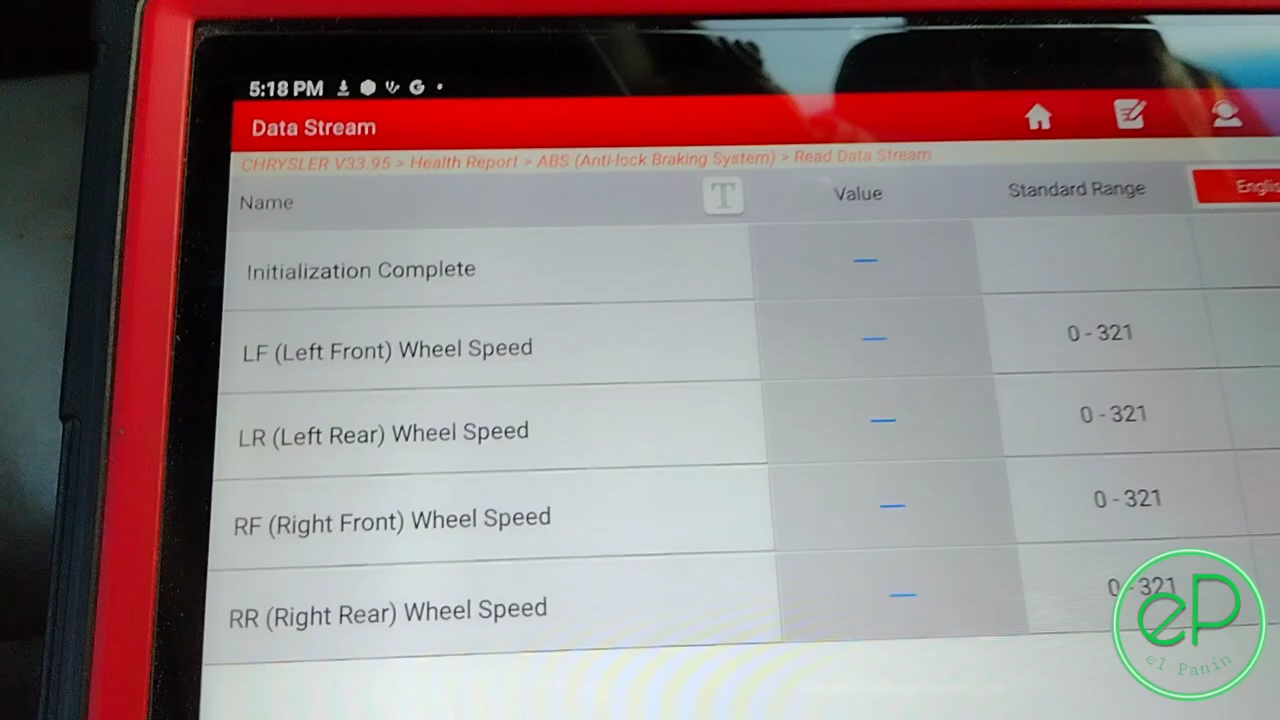 5:18 PM
Data Stream
CHRYSLER V33.95 > Health Report > ABS (Anti-lock Braking System) > Read Data Stream
Name T Value Standard Range
Initialization Complete —
LF (Left Front) Wheel Speed — 0 - 321
LR (Left Rear) Wheel Speed — 0 - 321
RF (Right Front) Wheel Speed — 0 - 321
RR (Right Rear) Wheel Speed — 0 - 321
eP
el Panin